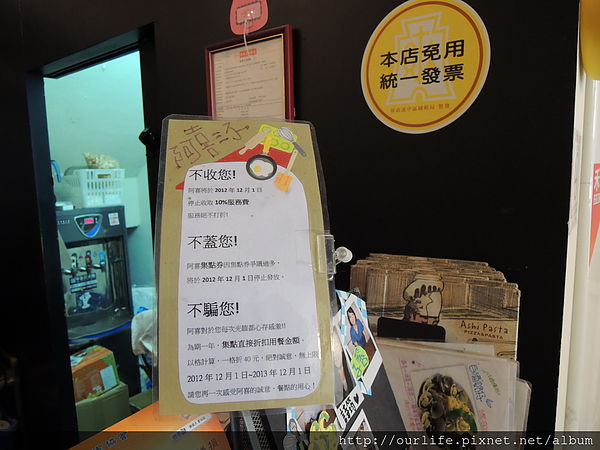 本店免用
統一發票
阿喜
不收您!
阿喜將於 2012 年 12 月 1 日
停止收取 10%服務費
服務絕不打折!
不蓋您!
阿喜集點券因集點券爭議過多,
將於 2012 年 12 月 1 日停止發放。
不騙您!
阿喜對於您每次光臨都心存感激!!
為期一年,集點直接折扣用餐金額,
以格計算,一格折 40 元,絕對誠意,無上限
2012 年 12 月 1 日~2013 年 12 月 1 日
請您再一次感受阿喜的誠意、餐點的用心!
Ashi Pasta
PIZZA&PASTA
http://ourlife.pixnet.net/album